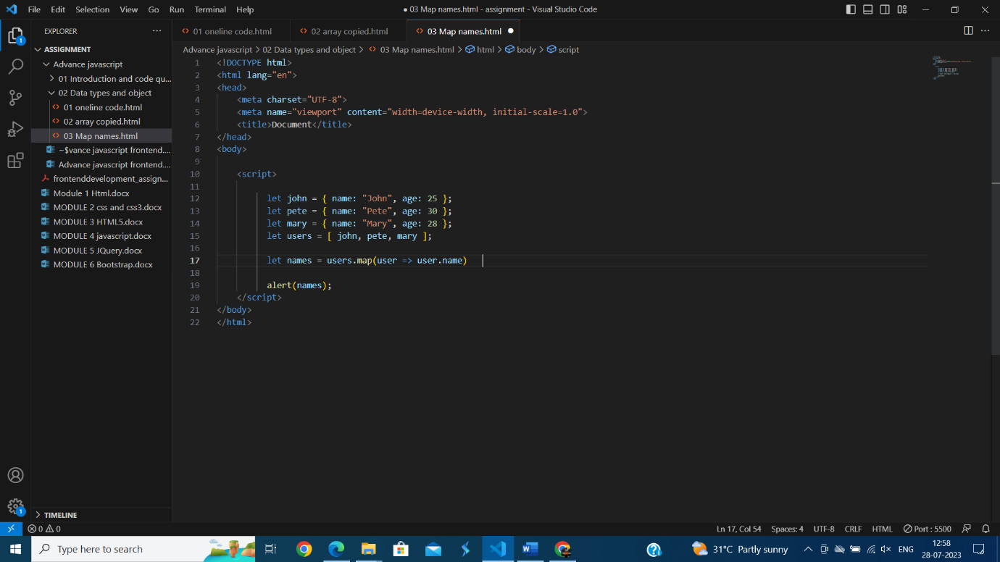 File Edit Selection View Go Run Terminal Help
● 03 Map names.html - assignment - Visual Studio Code
EXPLORER
ASSIGNMENT
Advance javascript
01 Introduction and code qu...
02 Data types and object
01 oneline code.html
02 array copied.html
03 Map names.html
~$vance javascript frontend....
Advance javascript frontend....
frontenddevelopment_assign...
Module 1 Html.docx
MODULE 2 css and css3.docx
MODULE 3 HTML5.docx
MODULE 4 javascript.docx
MODULE 5 JQuery.docx
MODULE 6 Bootstrap.docx
TIMELINE
01 oneline code.html 02 array copied.html 03 Map names.html
Advance javascript > 02 Data types and object > 03 Map names.html > html > body > script
1 <!DOCTYPE html>
2 <html lang="en">
3 <head>
4 <meta charset="UTF-8">
5 <meta name="viewport" content="width=device-width, initial-scale=1.0">
6 <title>Document</title>
7 </head>
8 <body>
9
10 <script>
11
12 let john = { name: "John", age: 25 };
13 let pete = { name: "Pete", age: 30 };
14 let mary = { name: "Mary", age: 28 };
15 let users = [ john, pete, mary ];
16
17 let names = users.map(user => user.name)
18
19 alert(names);
20 </script>
21 </body>
22 </html>
1
1
0 0
Ln 17, Col 54 Spaces: 4 UTF-8 CRLF HTML Port : 5500
Type here to search
31°C Partly sunny
ENG
12:58
28-07-2023